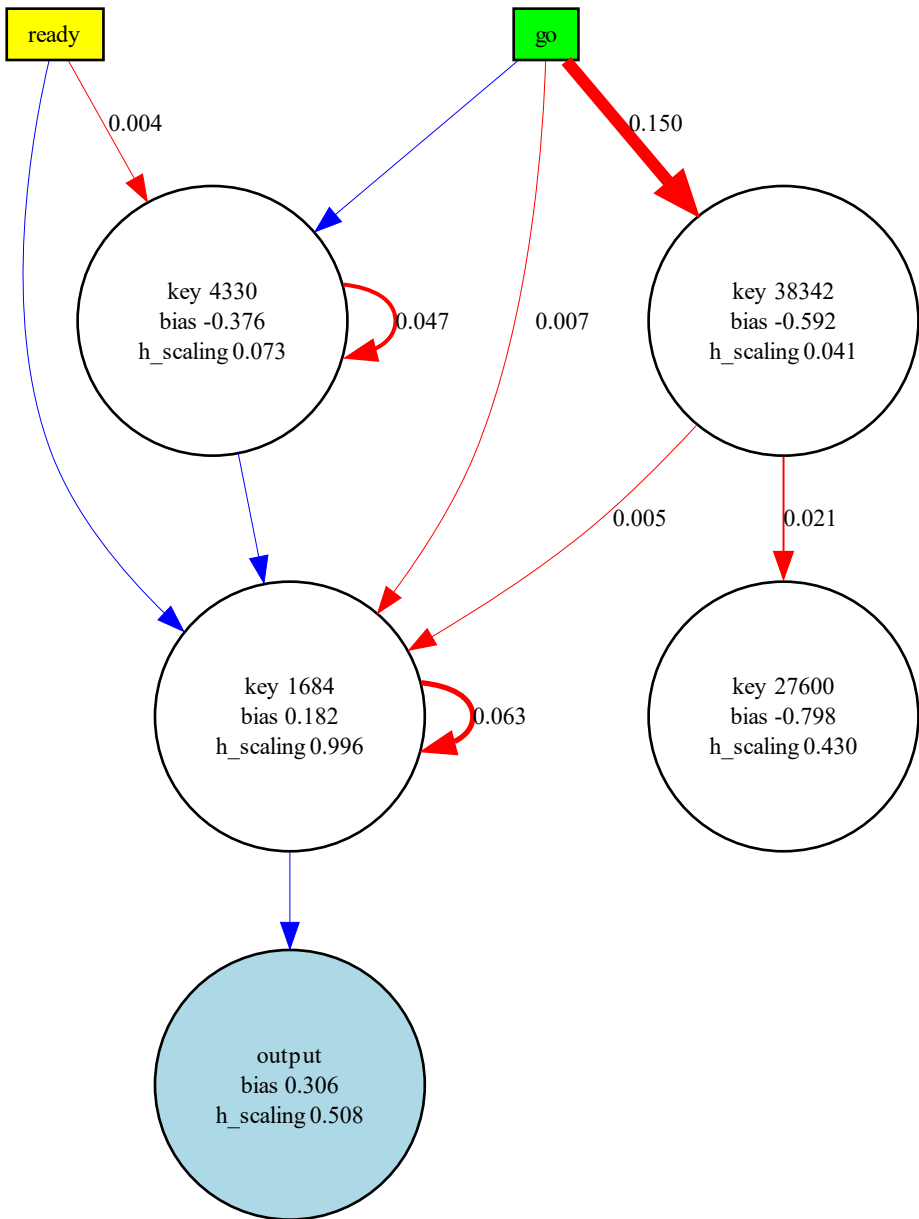 ready
go
0.004
0.150
key 4330
bias -0.376
h_scaling 0.073
0.047
0.007
key 38342
bias -0.592
h_scaling 0.041
0.005
0.021
key 1684
bias 0.182
h_scaling 0.996
0.063
key 27600
bias -0.798
h_scaling 0.430
output
bias 0.306
h_scaling 0.508